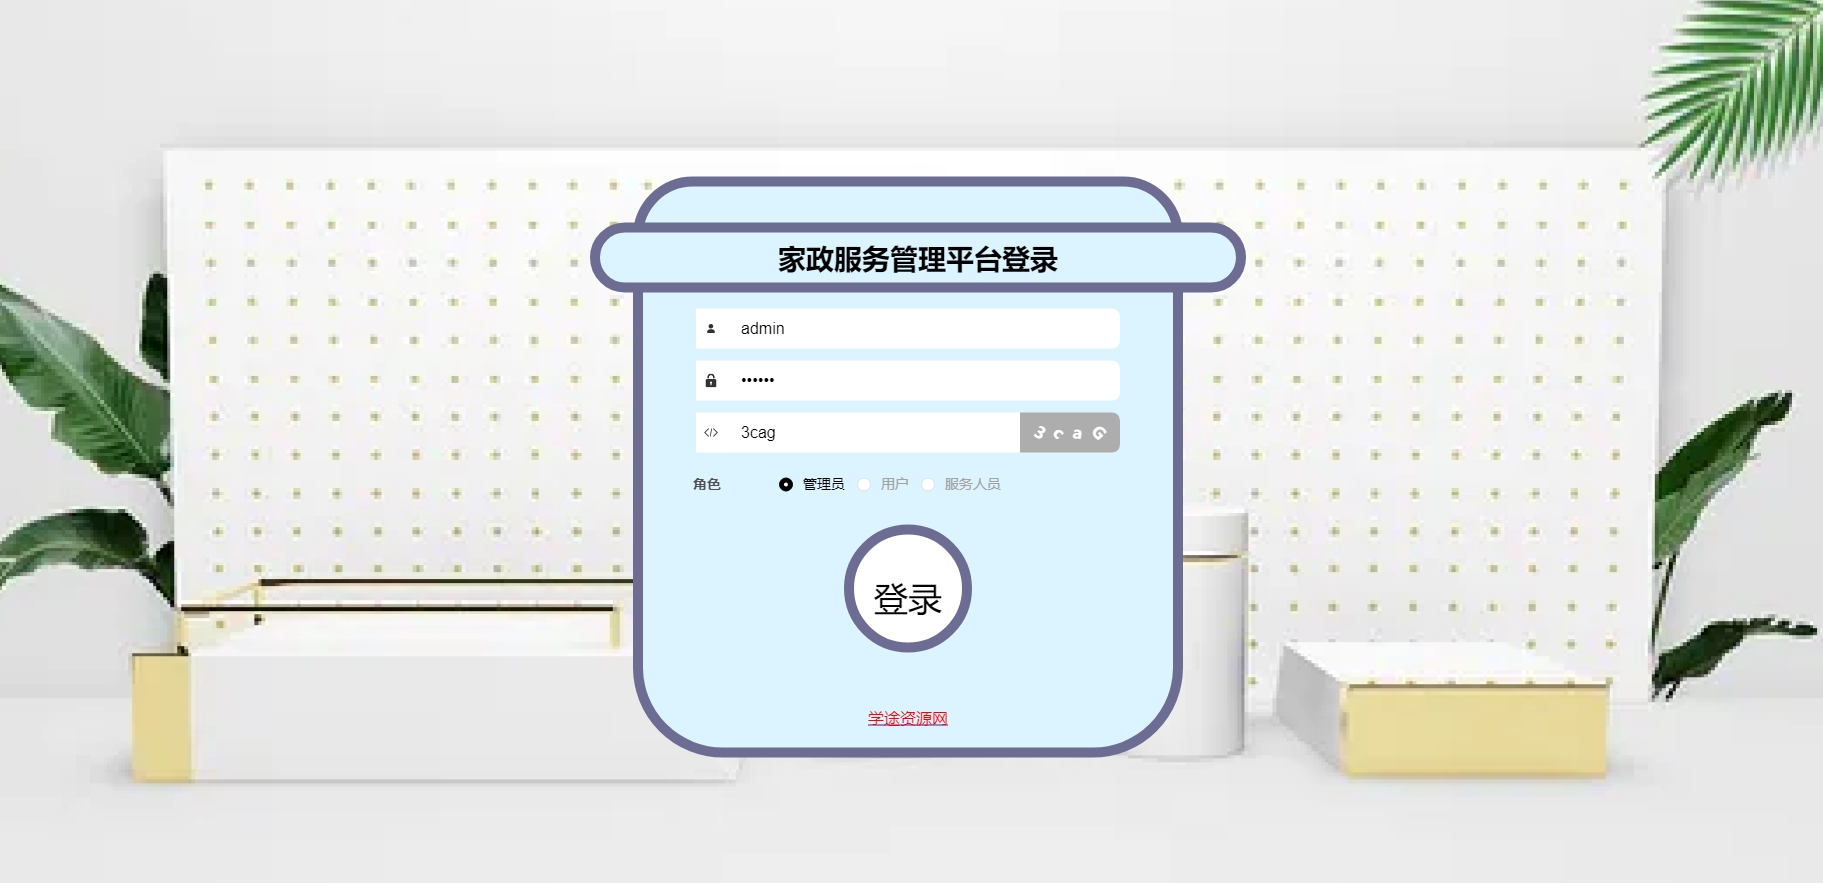 家政服务管理平台登录
admin
••••••
3cag 3caG
角色 管理员 用户 服务人员
登录
学途资源网